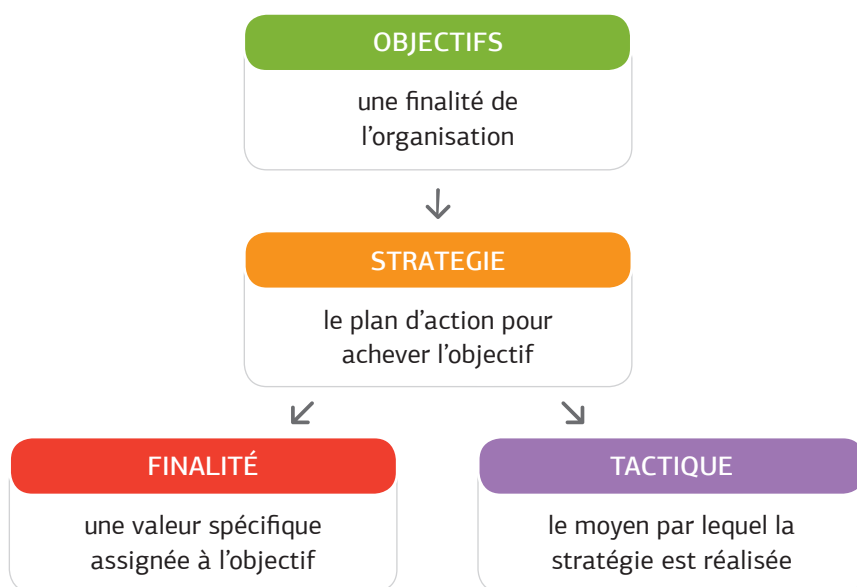 OBJECTIFS
une finalité de
l’organisation
STRATEGIE
le plan d’action pour
achever l’objectif
FINALITÉ
une valeur spécifique
assignée à l’objectif
TACTIQUE
le moyen par lequel la
stratégie est réalisée